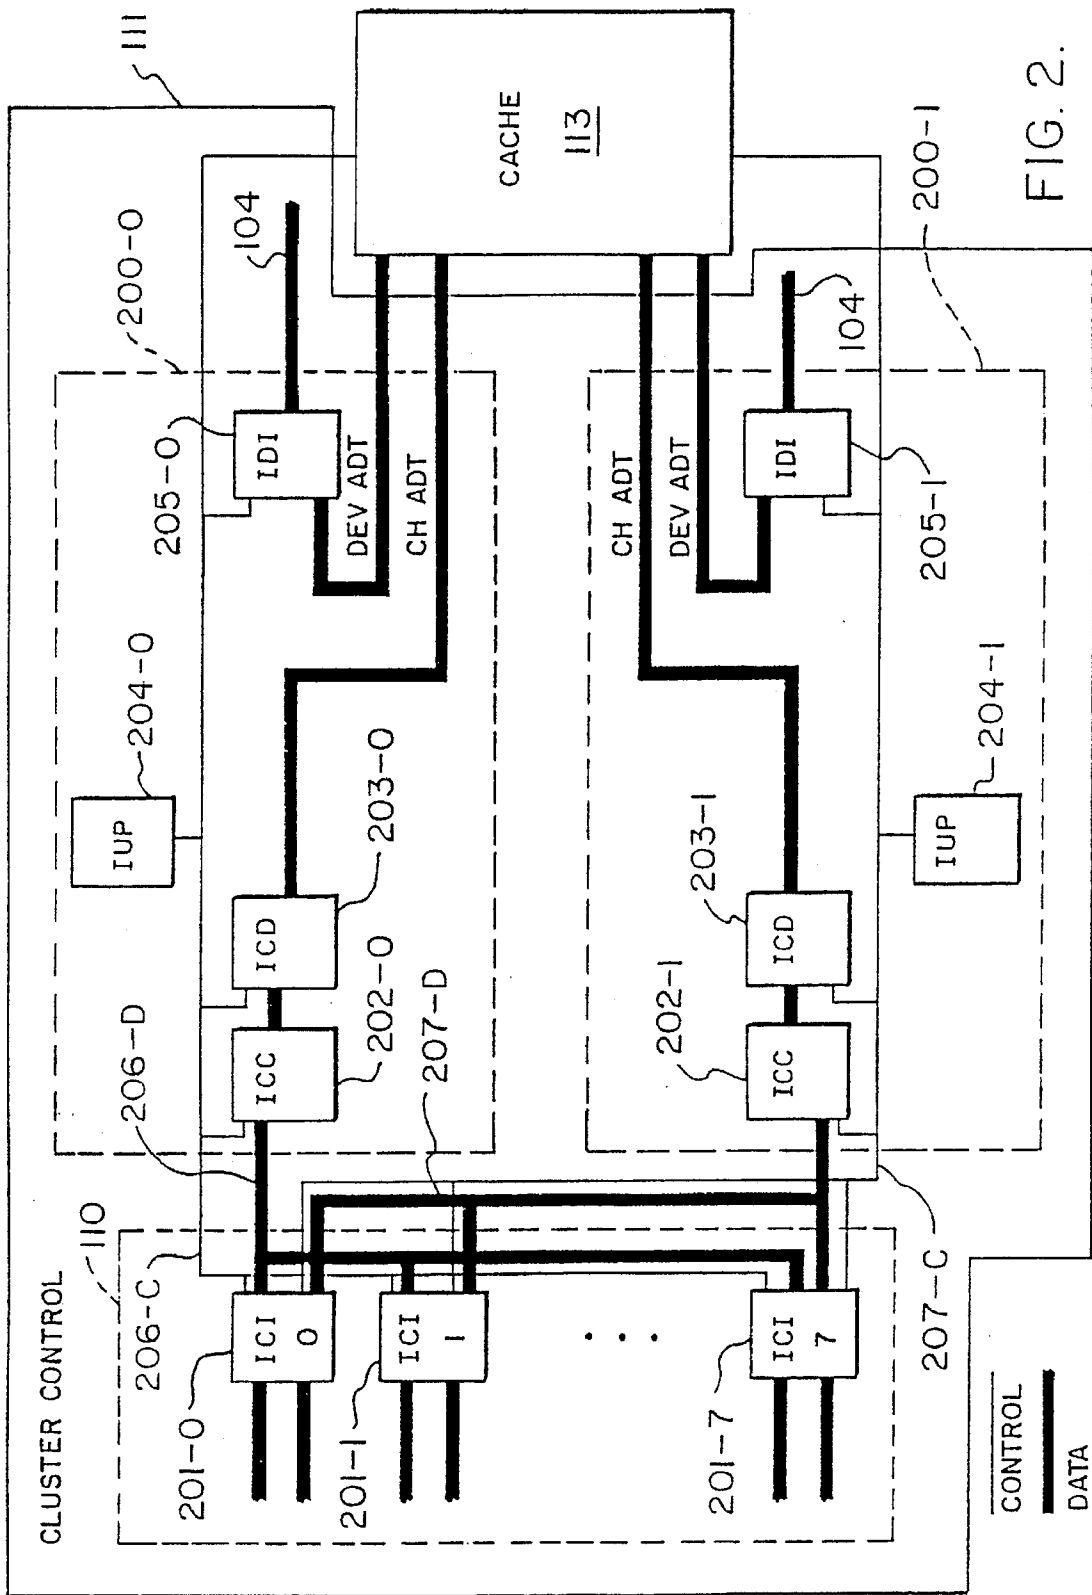 CLUSTER CONTROL
111
110
206-C
206-D
204-0
205-0
200-0
IUP
104
201-0
ICI
0
ICC
ICD
IDI
202-0
203-0
DEV ADT
CH ADT
CACHE
113
201-1
ICI
1
207-D
. . .
202-1
203-1
CH ADT
DEV ADT
201-7
ICI
7
ICC
ICD
IDI
104
205-1
200-1
IUP
204-1
207-C
CONTROL
DATA
FIG. 2.